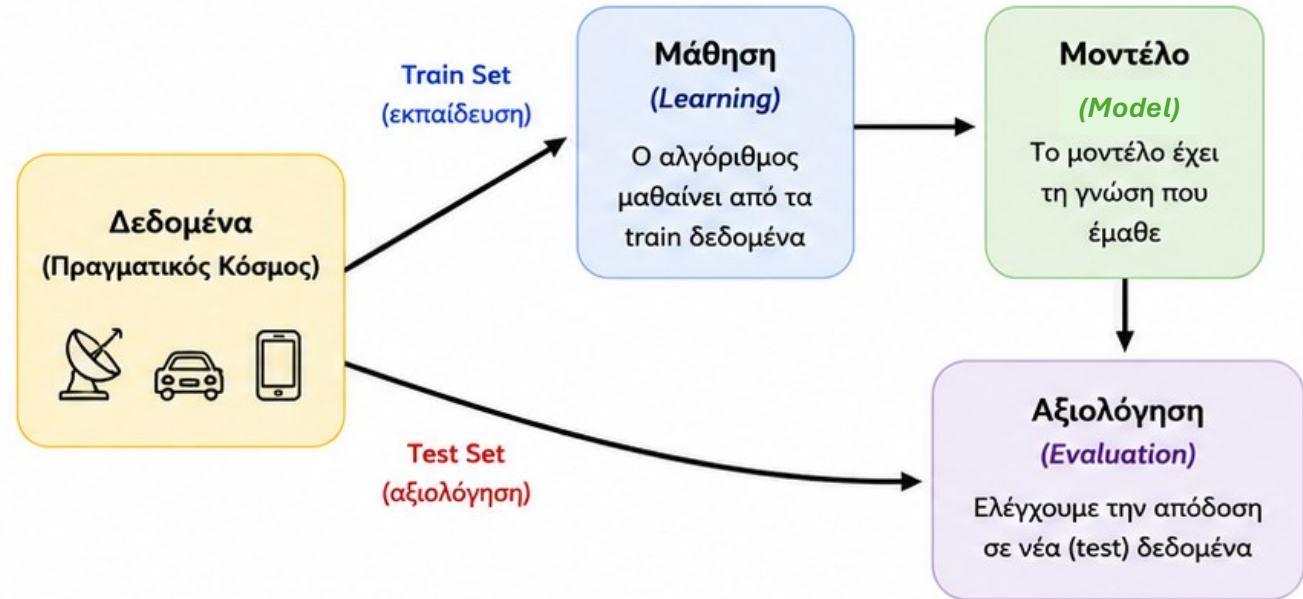 Δεδομένα
(Πραγματικός Κόσμος)
Train Set
(εκπαίδευση)
Μάθηση
(Learning)
Ο αλγόριθμος
μαθαίνει από τα
train δεδομένα
Μοντέλο
(Model)
Το μοντέλο έχει
τη γνώση που
έμαθε
Test Set
(αξιολόγηση)
Αξιολόγηση
(Evaluation)
Ελέγχουμε την απόδοση
σε νέα (test) δεδομένα